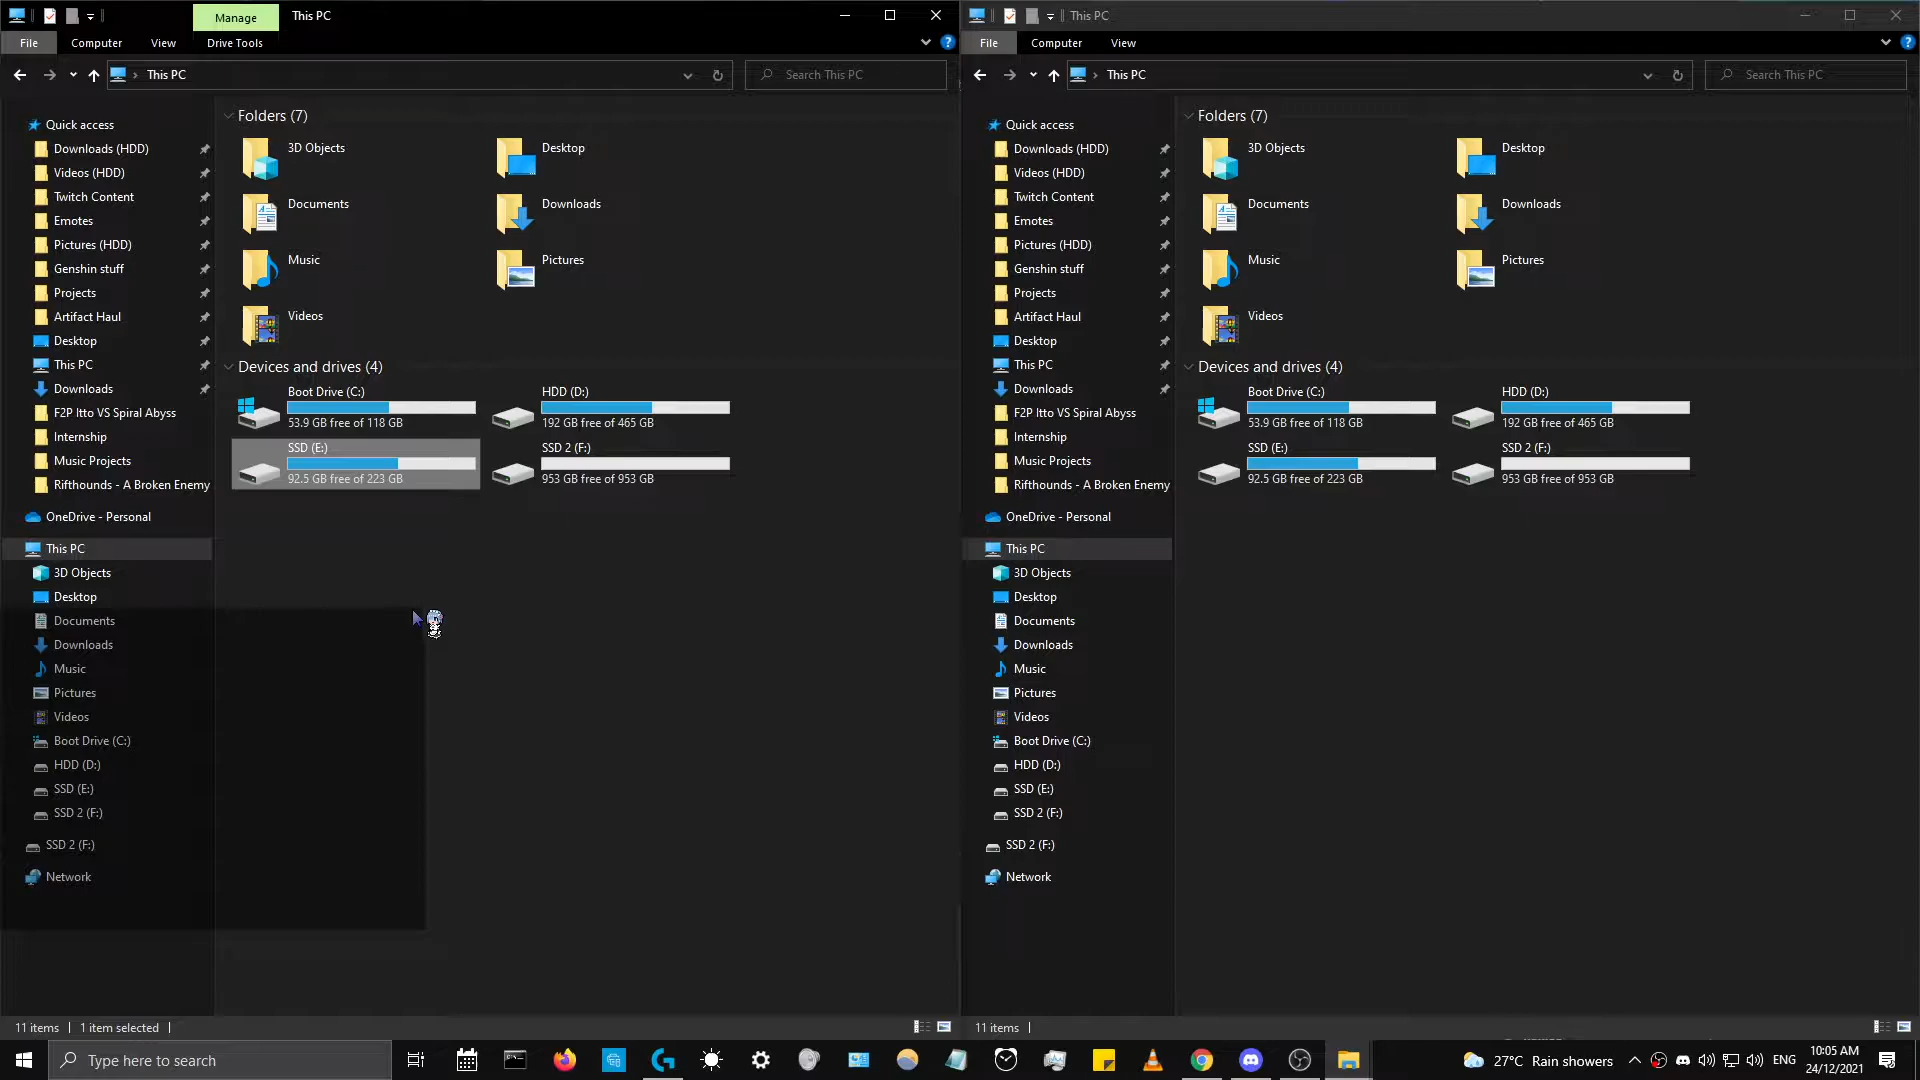 Manage
This PC
File
Computer
View
Drive Tools
This PC
Search This PC
Quick access
Downloads (HDD)
Videos (HDD)
Twitch Content
Emotes
Pictures (HDD)
Genshin stuff
Projects
Artifact Haul
Desktop
This PC
Downloads
F2P Itto VS Spiral Abyss
Internship
Music Projects
Rifthounds - A Broken Enemy
OneDrive - Personal
This PC
3D Objects
Desktop
Documents
Downloads
Music
Pictures
Videos
Boot Drive (C:)
HDD (D:)
SSD (E:)
SSD 2 (F:)
SSD 2 (F:)
Network
Folders (7)
3D Objects
Desktop
Documents
Downloads
Music
Pictures
Videos
Devices and drives (4)
Boot Drive (C:)
53.9 GB free of 118 GB
HDD (D:)
192 GB free of 465 GB
SSD (E:)
92.5 GB free of 223 GB
SSD 2 (F:)
953 GB free of 953 GB
11 items
1 item selected
This PC
File
Computer
View
This PC
Search This PC
Quick access
Downloads (HDD)
Videos (HDD)
Twitch Content
Emotes
Pictures (HDD)
Genshin stuff
Projects
Artifact Haul
Desktop
This PC
Downloads
F2P Itto VS Spiral Abyss
Internship
Music Projects
Rifthounds - A Broken Enemy
OneDrive - Personal
This PC
3D Objects
Desktop
Documents
Downloads
Music
Pictures
Videos
Boot Drive (C:)
HDD (D:)
SSD (E:)
SSD 2 (F:)
SSD 2 (F:)
Network
Folders (7)
3D Objects
Desktop
Documents
Downloads
Music
Pictures
Videos
Devices and drives (4)
Boot Drive (C:)
53.9 GB free of 118 GB
HDD (D:)
192 GB free of 465 GB
SSD (E:)
92.5 GB free of 223 GB
SSD 2 (F:)
953 GB free of 953 GB
11 items
Type here to search
27°C Rain showers
ENG
10:05 AM
24/12/2021